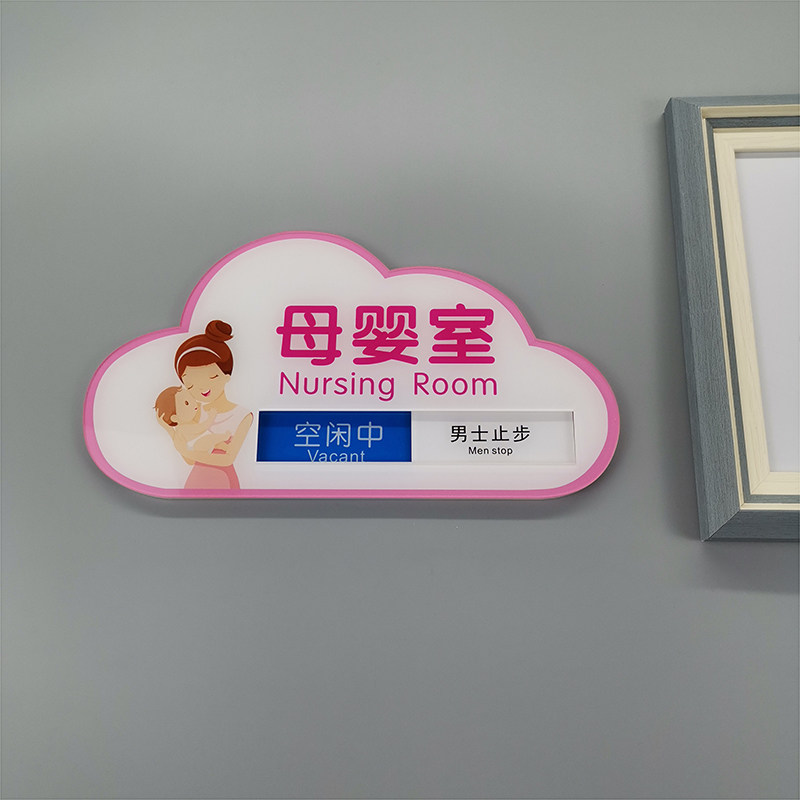 母婴室
Nursing Room
空闲中
Vacant
男士止步
Men stop